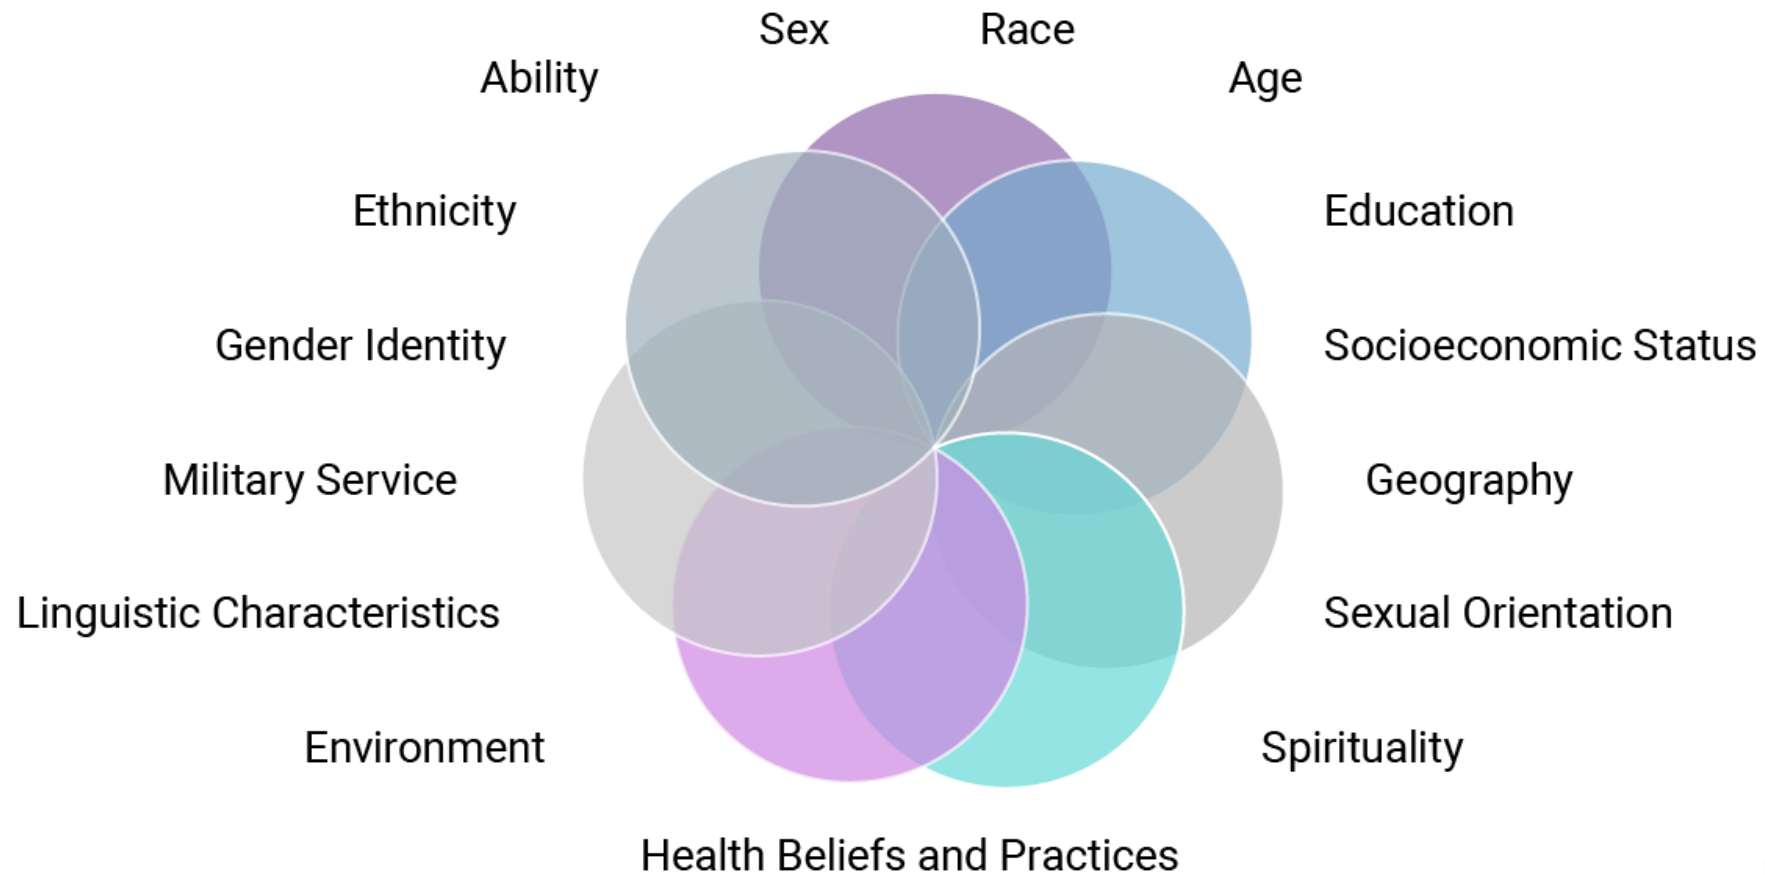 Sex
Race
Ability
Age
Ethnicity
Education
Gender Identity
Socioeconomic Status
Military Service
Geography
Linguistic Characteristics
Sexual Orientation
Environment
Spirituality
Health Beliefs and Practices